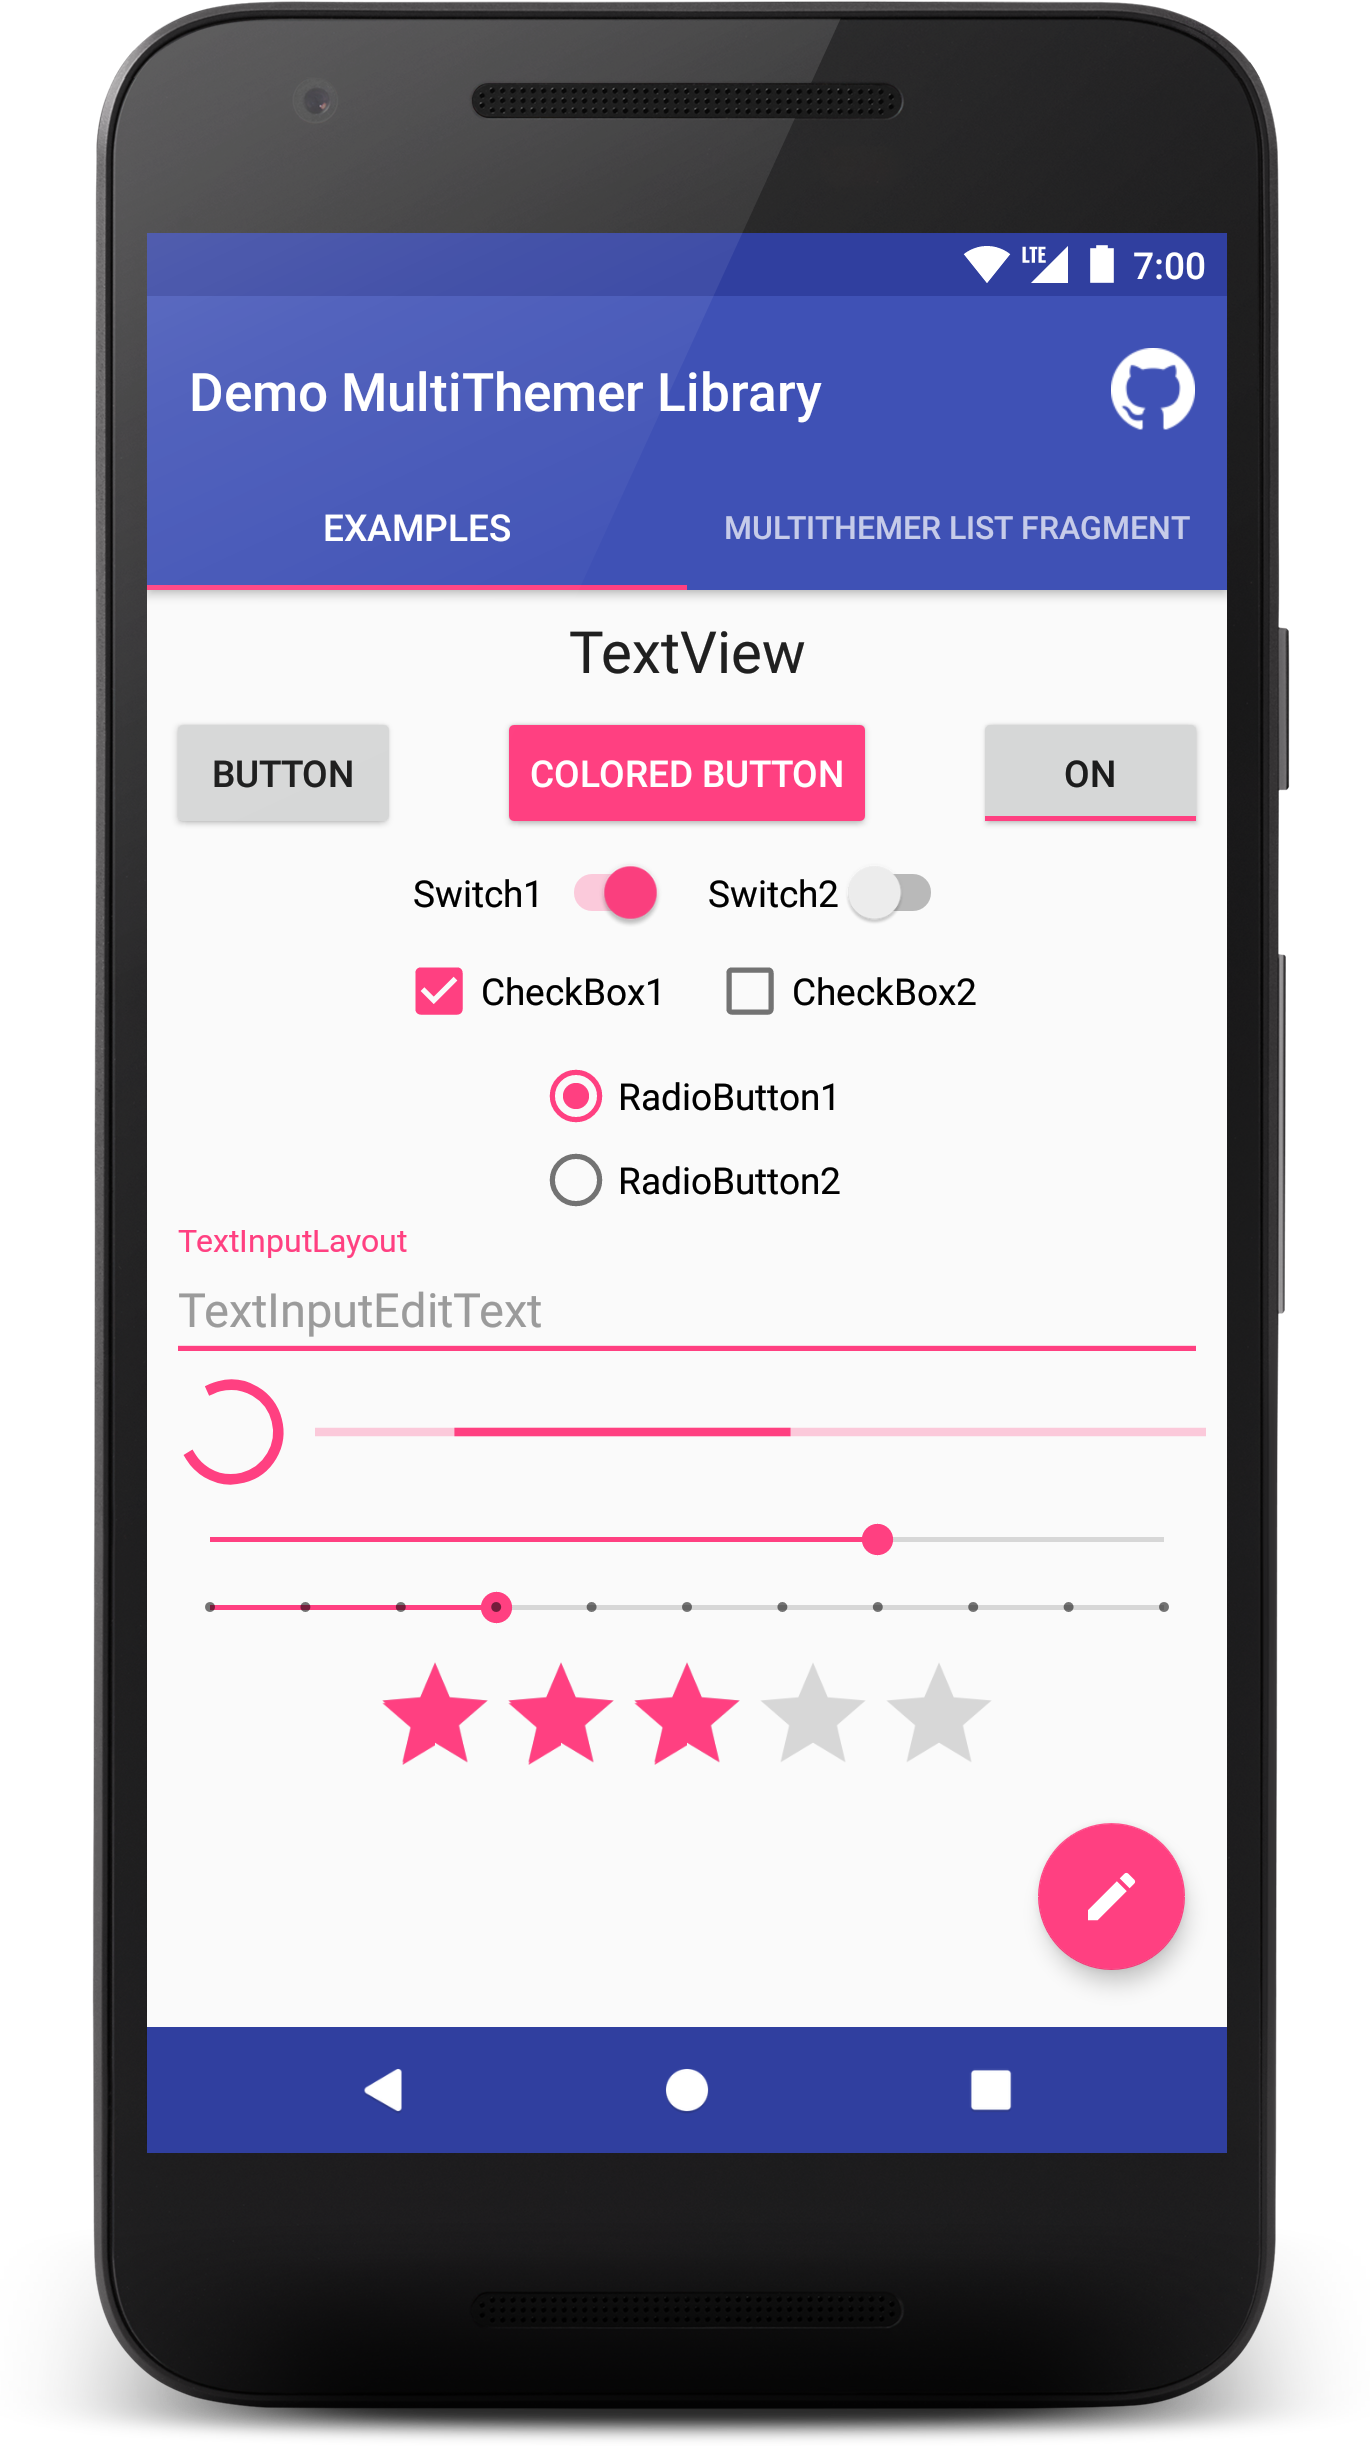 LTE 7:00
Demo MultiThemer Library
EXAMPLES MULTITHEMER LIST FRAGMENT
TextView
BUTTON COLORED BUTTON ON
Switch1 Switch2
CheckBox1 CheckBox2
RadioButton1
RadioButton2
TextInputLayout
TextInputEditText